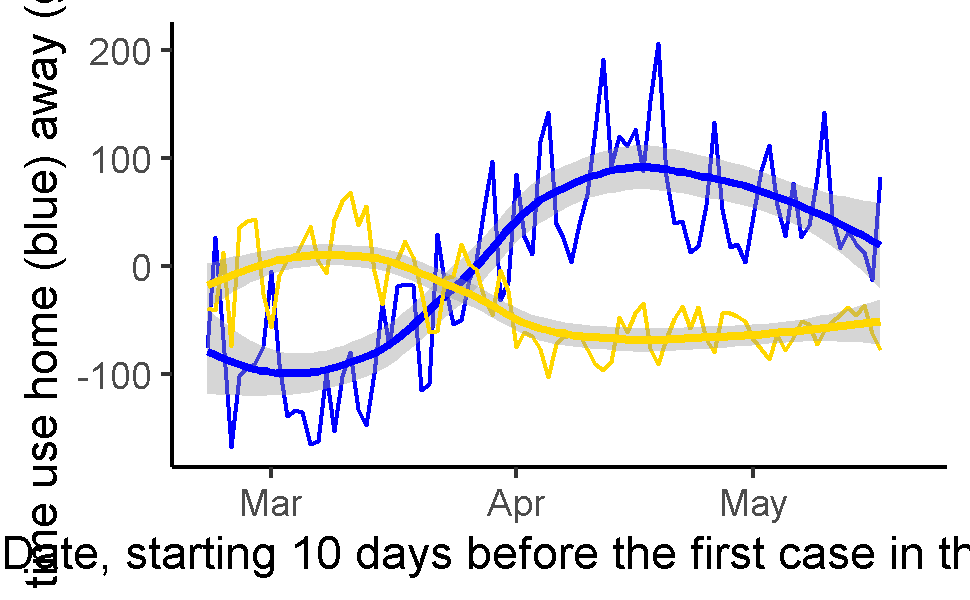 time use home (blue) away (
200
100
0
-100
Mar Apr May
Date, starting 10 days before the first case in th